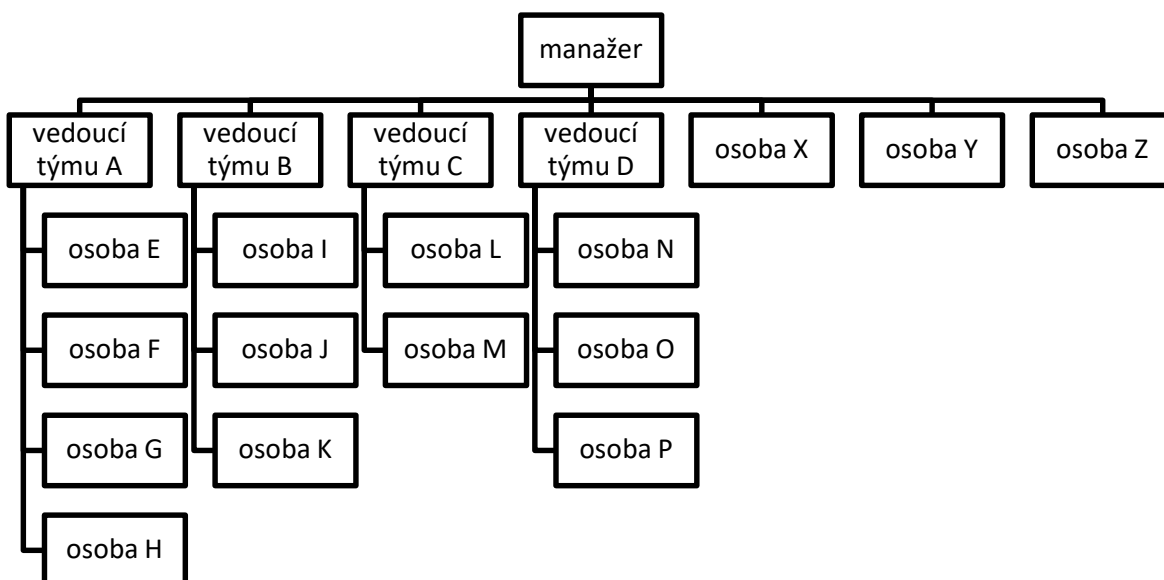 manažer
vedoucí
týmu A
vedoucí
týmu B
vedoucí
týmu C
vedoucí
týmu D
osoba X
osoba Y
osoba Z
osoba E
osoba I
osoba L
osoba N
osoba F
osoba J
osoba M
osoba O
osoba G
osoba K
osoba P
osoba H